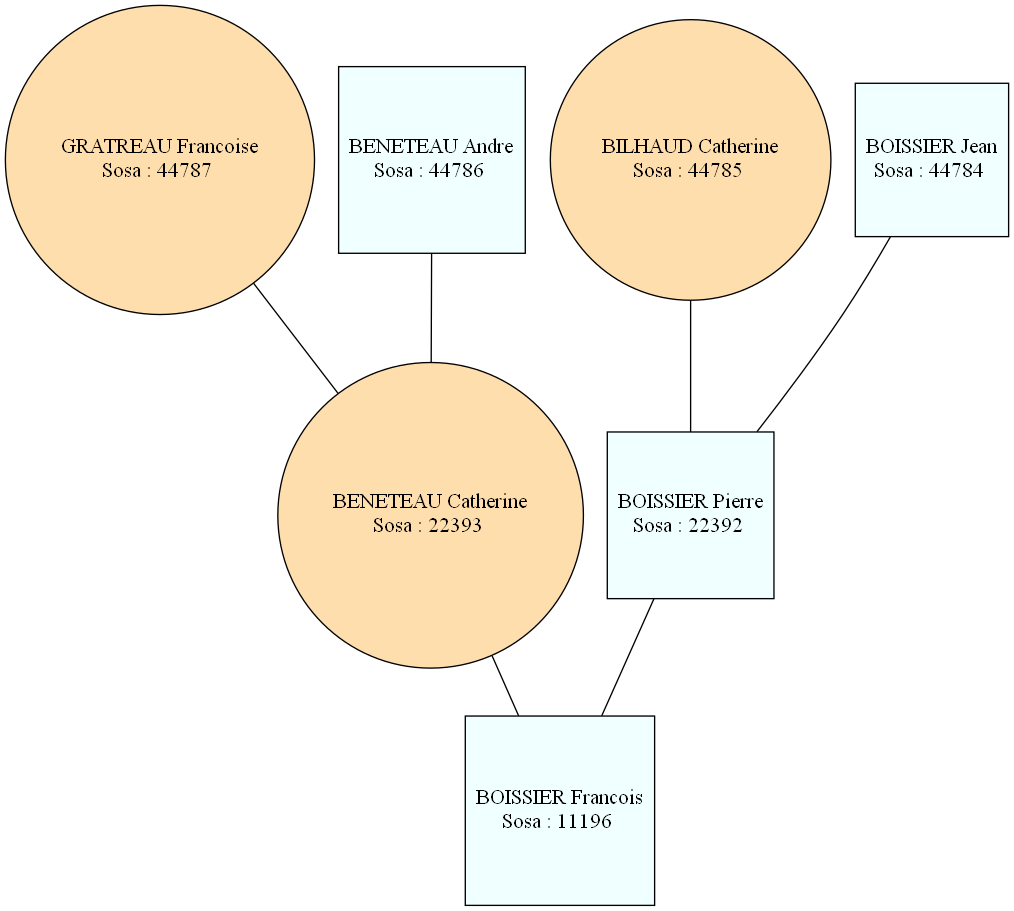 GRATREAU Francoise
Sosa : 44787
BENETEAU Andre
Sosa : 44786
BILHAUD Catherine
Sosa : 44785
BOISSIER Jean
Sosa : 44784
BENETEAU Catherine
Sosa : 22393
BOISSIER Pierre
Sosa : 22392
BOISSIER Francois
Sosa : 11196